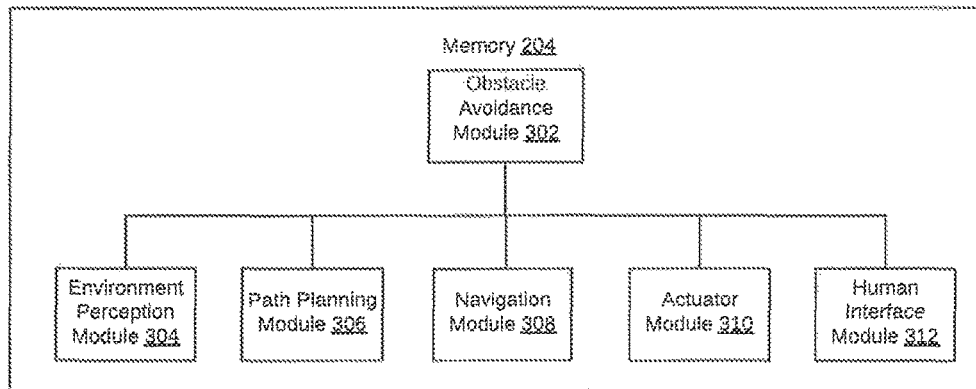 Memory 204
Obstacle
Avoidance
Module 302
Environment
Perception
Module 304
Path Planning
Module 306
Navigation
Module 308
Actuator
Module 310
Human
Interface
Module 312